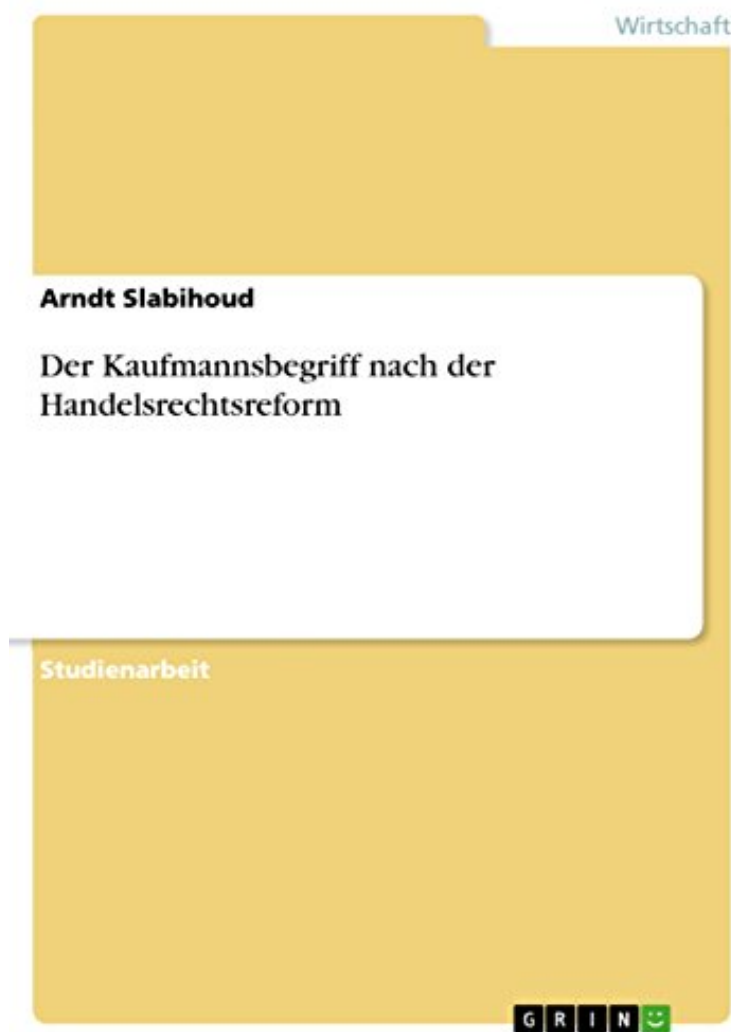 Wirtschaft
Arndt Slabihoud
Der Kaufmannsbegriff nach der
Handelsrechtsreform
Studienarbeit
GRIN